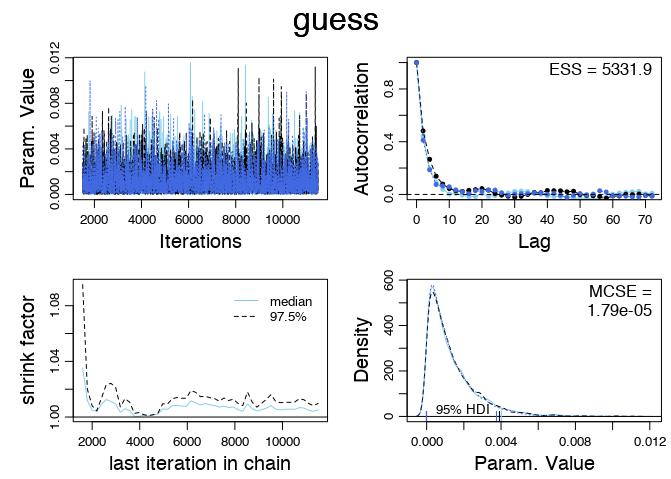 guess
Param. Value
0.000 0.004 0.008 0.012
2000 4000 6000 8000 10000
Iterations
Autocorrelation
0.0 0.4 0.8
ESS = 5331.9
0 10 20 30 40 50 60 70
Lag
shrink factor
1.00 1.04 1.08
median
97.5%
2000 4000 6000 8000 10000
last iteration in chain
Density
0 200 400 600
MCSE =
1.79e-05
95% HDI
0.000 0.004 0.008 0.012
Param. Value